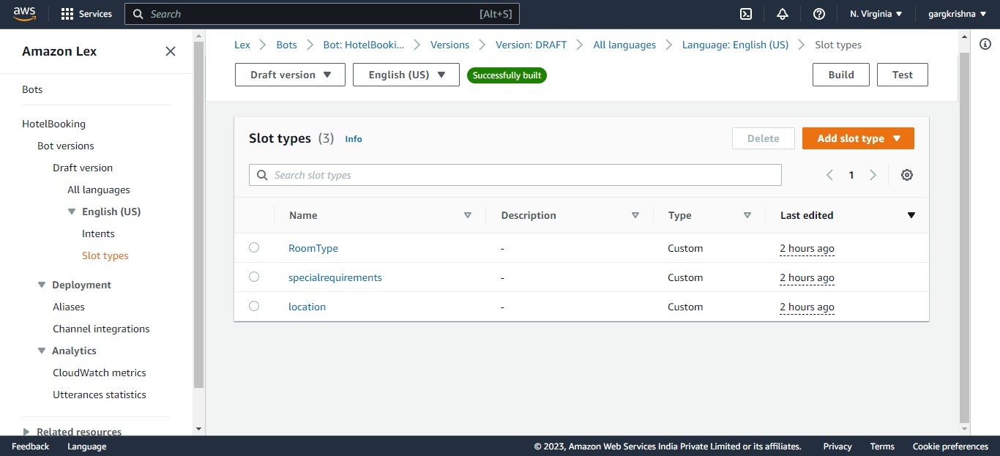 aws Services Search [Alt+S] N. Virginia gargkrishna
Amazon Lex
Bots
HotelBooking
Bot versions
Draft version
All languages
English (US)
Intents
Slot types
Deployment
Aliases
Channel integrations
Analytics
CloudWatch metrics
Utterances statistics
Related resources
Lex Bots Bot: HotelBooki... Versions Version: DRAFT All languages Language: English (US) Slot types
Draft version English (US) Successfully built Build Test
Slot types (3) Info Delete Add slot type
Search slot types 1
Name Description Type Last edited
RoomType - Custom 2 hours ago
specialrequirements - Custom 2 hours ago
location - Custom 2 hours ago
Feedback Language © 2023, Amazon Web Services India Private Limited or its affiliates. Privacy Terms Cookie preferences